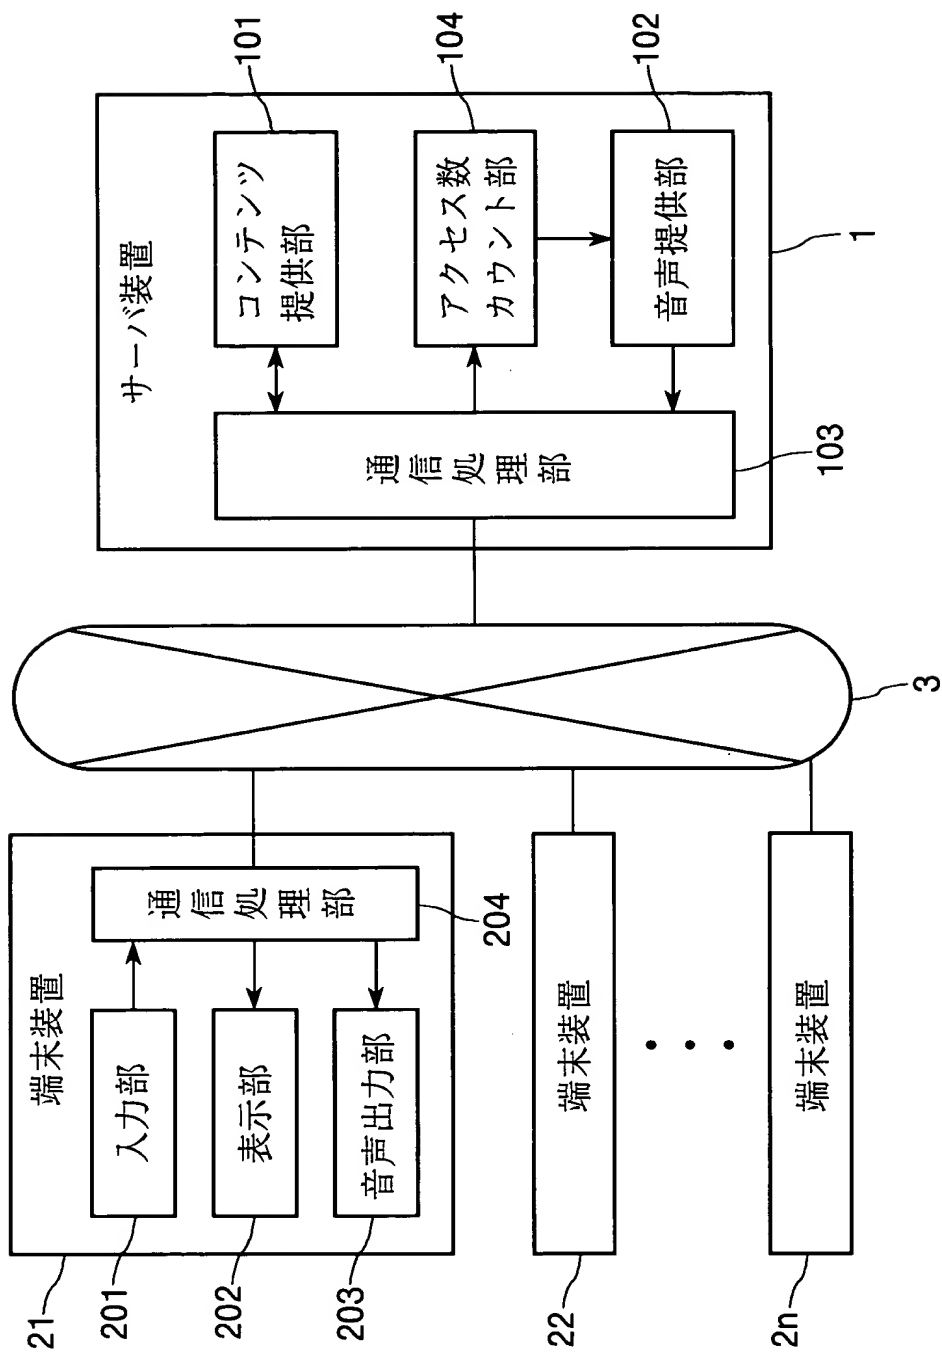 21
端末装置
201
入力部
202
表示部
203
音声出力部
通信処理部
204
22
端末装置
2n
端末装置
3
サーバ装置
通信処理部
103
コンテンツ
提供部
101
アクセス数
カウント部
104
音声提供部
102
1